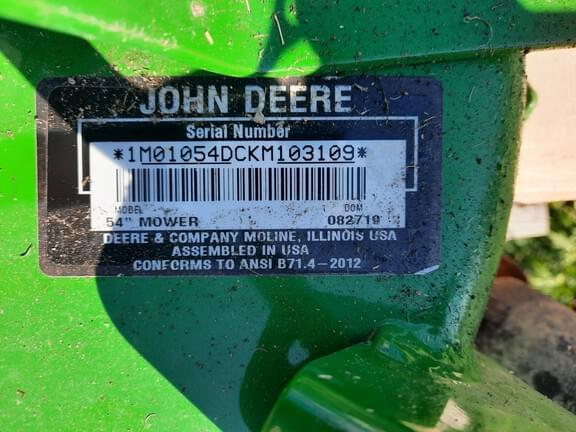 JOHN DEERE
Serial Number
*1M01054DCKM103109*
MODEL DOM
54" MOWER 082719
DEERE & COMPANY MOLINE, ILLINOIS USA
ASSEMBLED IN USA
CONFORMS TO ANSI B71.4-2012